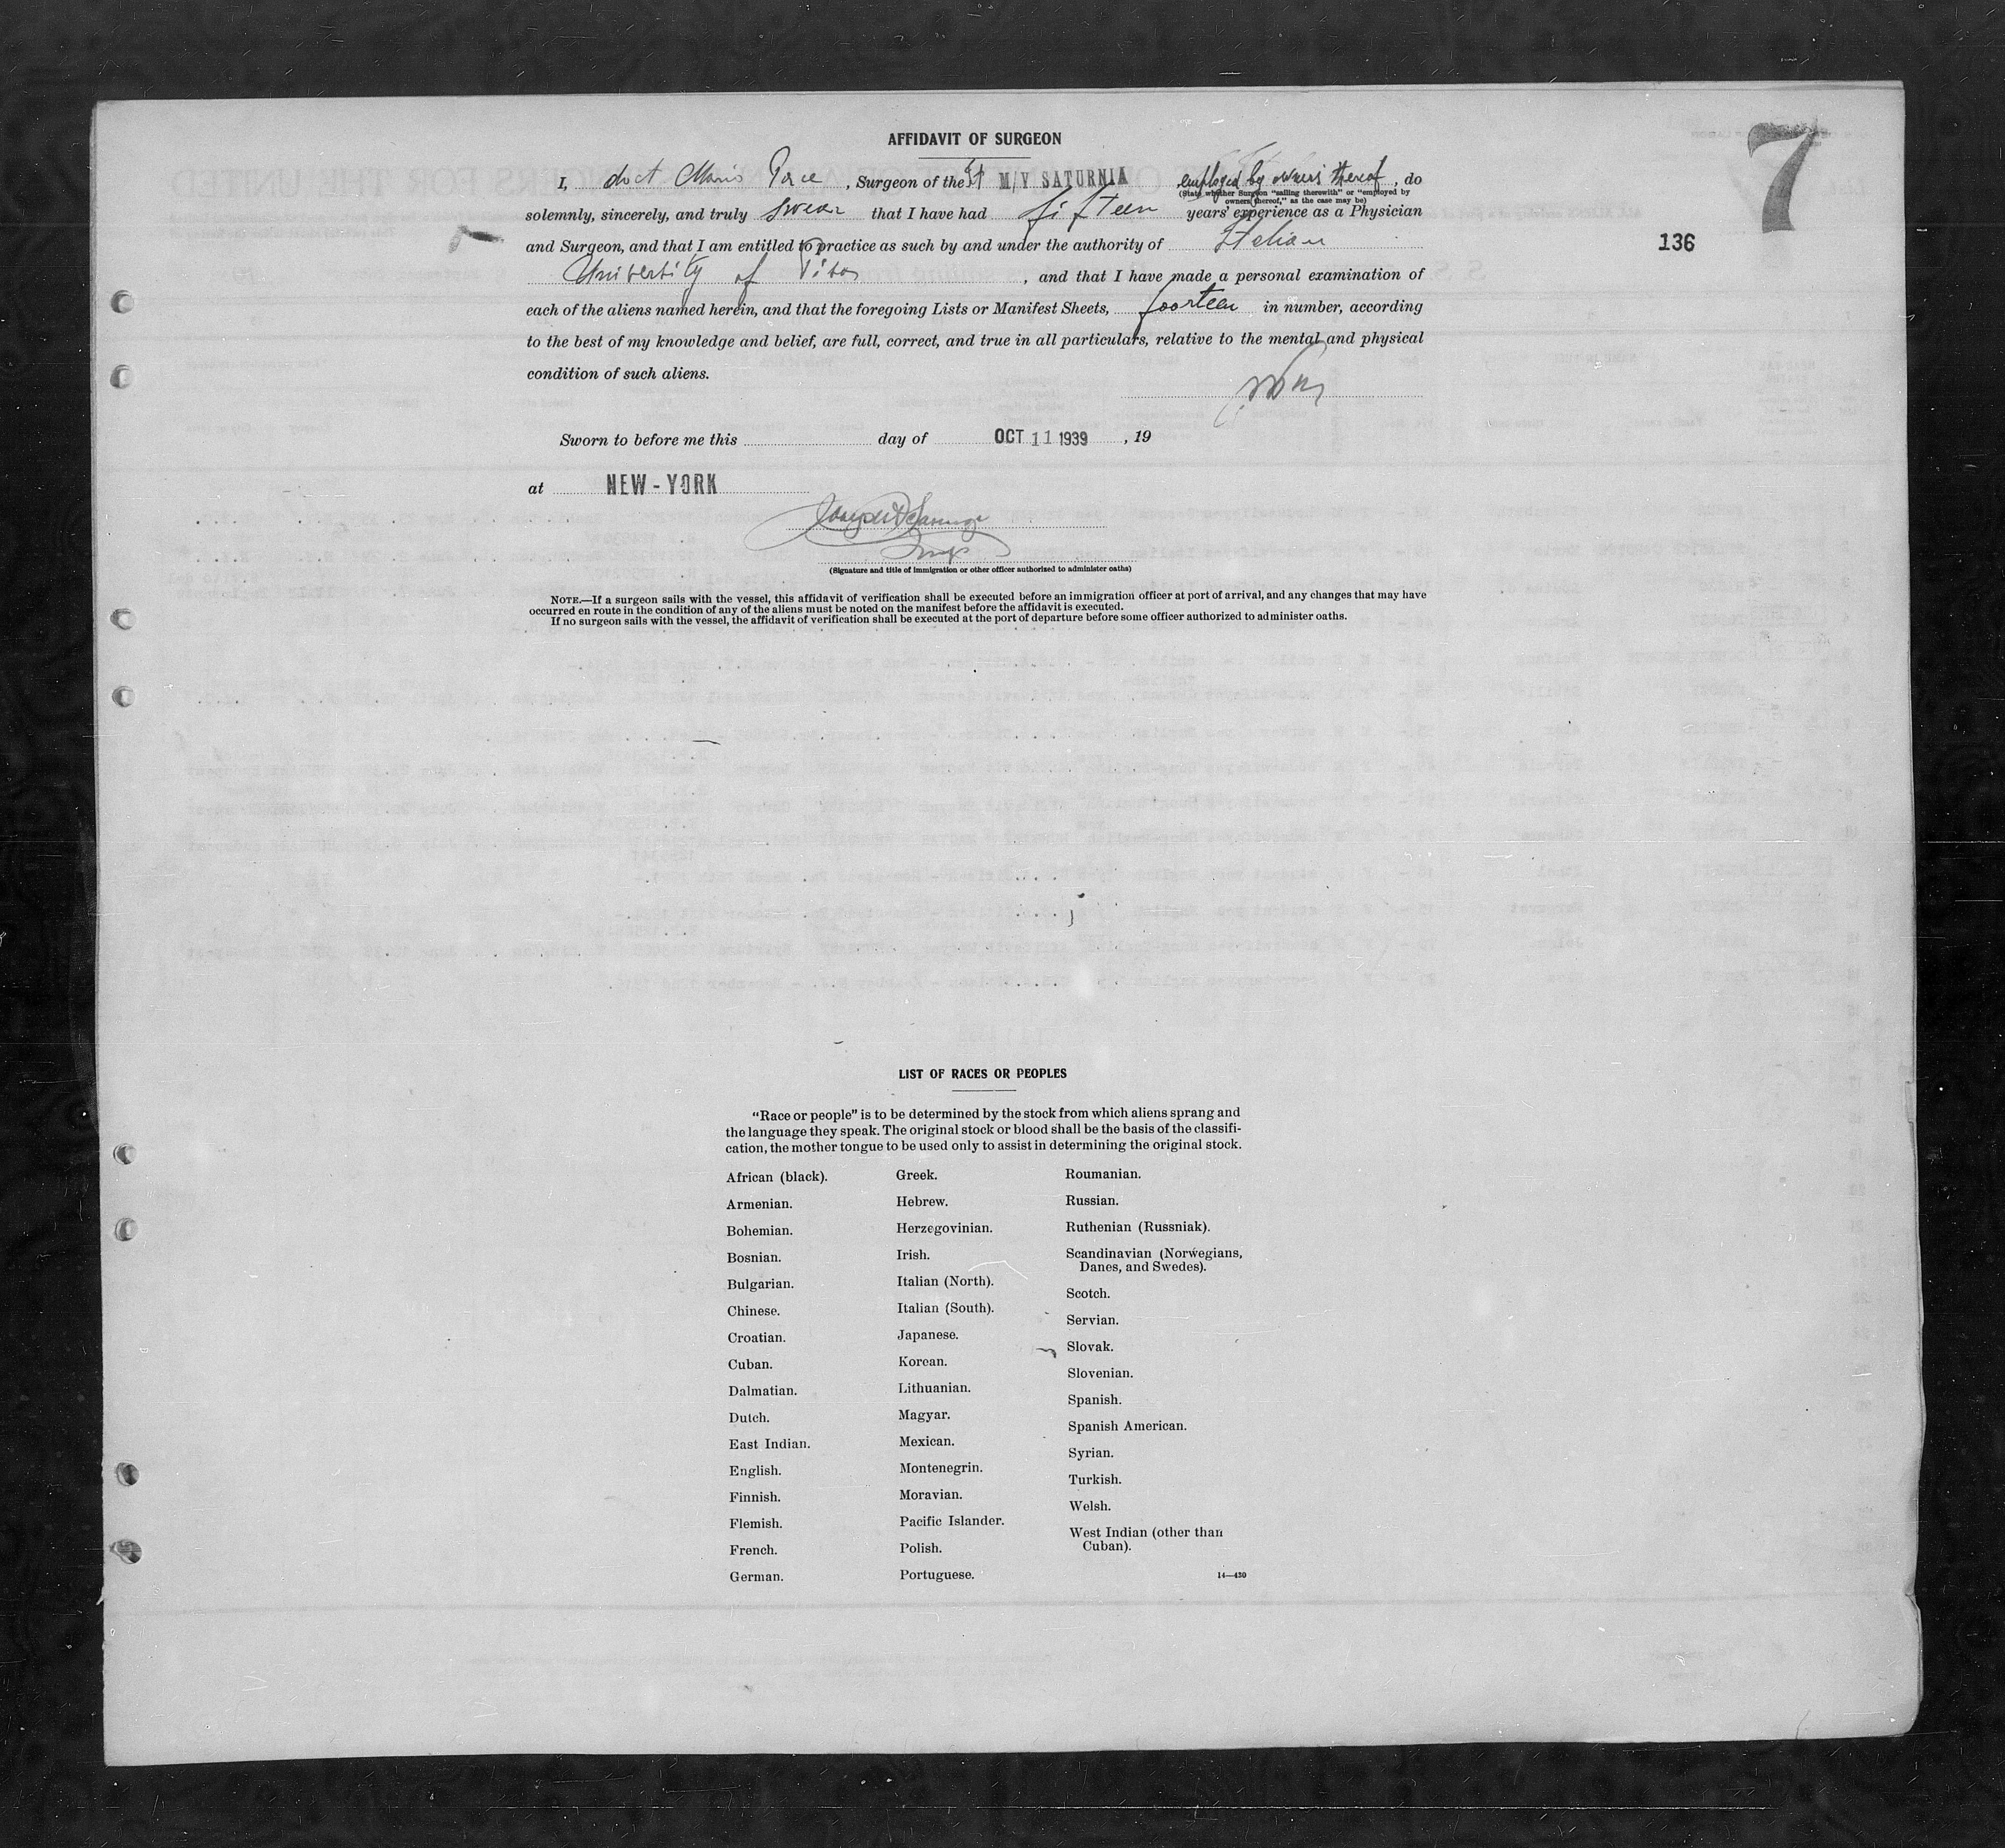 7
136
AFFIDAVIT OF SURGEON
I, doct Mario Pace, Surgeon of the M/V SATURNIA employed by owners thereof, do
(State whether Surgeon "sailing therewith" or "employed by
owners thereof," as the case may be)
solemnly, sincerely, and truly swear that I have had fifteen years' experience as a Physician
and Surgeon, and that I am entitled to practice as such by and under the authority of Italian
University of Pisa, and that I have made a personal examination of
each of the aliens named herein, and that the foregoing Lists or Manifest Sheets, foorteen in number, according
to the best of my knowledge and belief, are full, correct, and true in all particulars, relative to the mental and physical
condition of such aliens.
Sworn to before me this day of OCT 11 1939, 19
at NEW-YORK
(Signature and title of immigration or other officer authorized to administer oaths)
NOTE.—If a surgeon sails with the vessel, this affidavit of verification shall be executed before an immigration officer at port of arrival, and any changes that may have
occurred en route in the condition of any of the aliens must be noted on the manifest before the affidavit is executed.
If no surgeon sails with the vessel, the affidavit of verification shall be executed at the port of departure before some officer authorized to administer oaths.
LIST OF RACES OR PEOPLES
"Race or people" is to be determined by the stock from which aliens sprang and
the language they speak. The original stock or blood shall be the basis of the classifi-
cation, the mother tongue to be used only to assist in determining the original stock.
African (black).
Armenian.
Bohemian.
Bosnian.
Bulgarian.
Chinese.
Croatian.
Cuban.
Dalmatian.
Dutch.
East Indian.
English.
Finnish.
Flemish.
French.
German.
Greek.
Hebrew.
Herzegovinian.
Irish.
Italian (North).
Italian (South).
Japanese.
Korean.
Lithuanian.
Magyar.
Mexican.
Montenegrin.
Moravian.
Pacific Islander.
Polish.
Portuguese.
Roumanian.
Russian.
Ruthenian (Russniak).
Scandinavian (Norwegians,
Danes, and Swedes).
Scotch.
Servian.
Slovak.
Slovenian.
Spanish.
Spanish American.
Syrian.
Turkish.
Welsh.
West Indian (other than
Cuban).
14—430